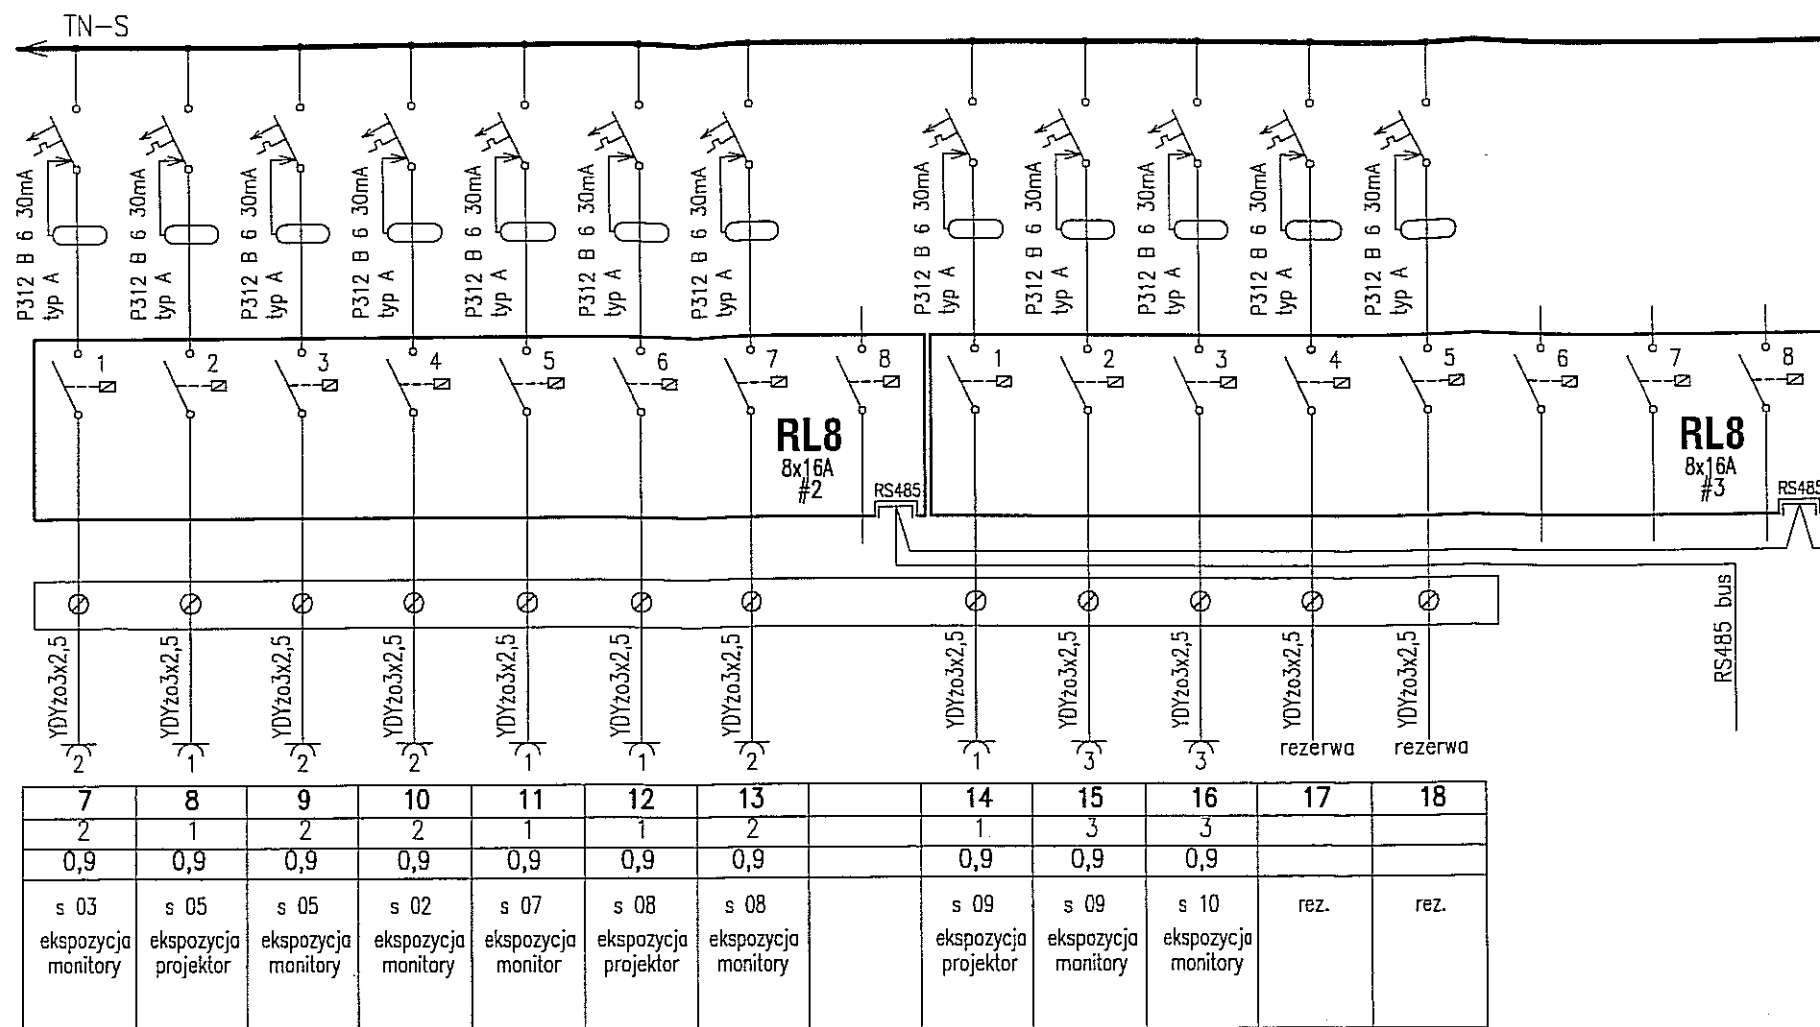 TN-S
P312 B 6 30mA
typ A
P312 B 6 30mA
typ A
P312 B 6 30mA
typ A
P312 B 6 30mA
typ A
P312 B 6 30mA
typ A
P312 B 6 30mA
typ A
P312 B 6 30mA
typ A
P312 B 6 30mA
typ A
P312 B 6 30mA
typ A
P312 B 6 30mA
typ A
P312 B 6 30mA
typ A
P312 B 6 30mA
typ A
1 2 3 4 5 6 7 8 1 2 3 4 5 6 7 8
RL8
8x16A
#2
RS485
RL8
8x16A
#3
RS485
RS485 bus
YDYżo3x2,5
YDYżo3x2,5
YDYżo3x2,5
YDYżo3x2,5
YDYżo3x2,5
YDYżo3x2,5
YDYżo3x2,5
YDYżo3x2,5
YDYżo3x2,5
YDYżo3x2,5
YDYżo3x2,5
YDYżo3x2,5
2 1 2 2 1 1 2 1 3 3 rezerwa rezerwa
7 8 9 10 11 12 13 14 15 16 17 18
2 1 2 2 1 1 2 1 3 3
0,9 0,9 0,9 0,9 0,9 0,9 0,9 0,9 0,9 0,9
s 03 s 05 s 05 s 02 s 07 s 08 s 08 s 09 s 09 s 10 rez. rez.
ekspozycja ekspozycja ekspozycja ekspozycja ekspozycja ekspozycja ekspozycja ekspozycja ekspozycja ekspozycja
monitory projektor monitory monitory monitor projektor monitory projektor monitory monitory